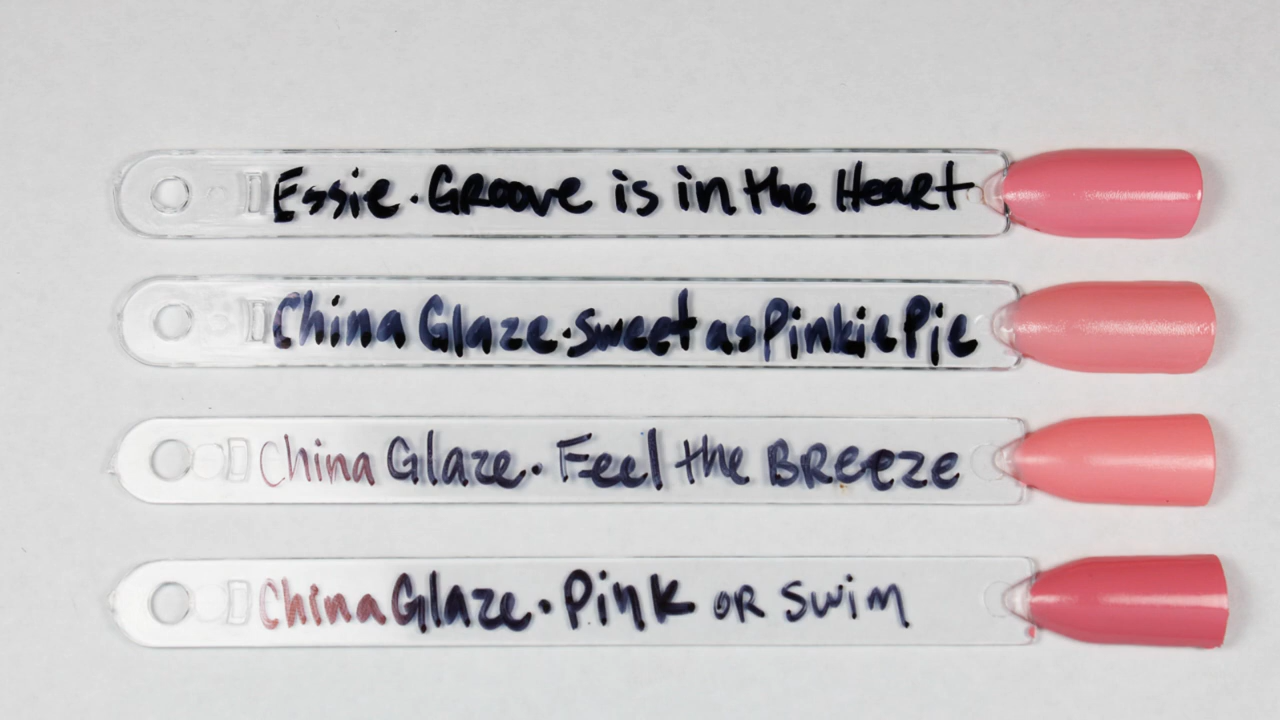 Essie. Groove is in the Heart
China Glaze. Sweet as Pinkie Pie
China Glaze. Feel the Breeze
China Glaze. Pink or Swim